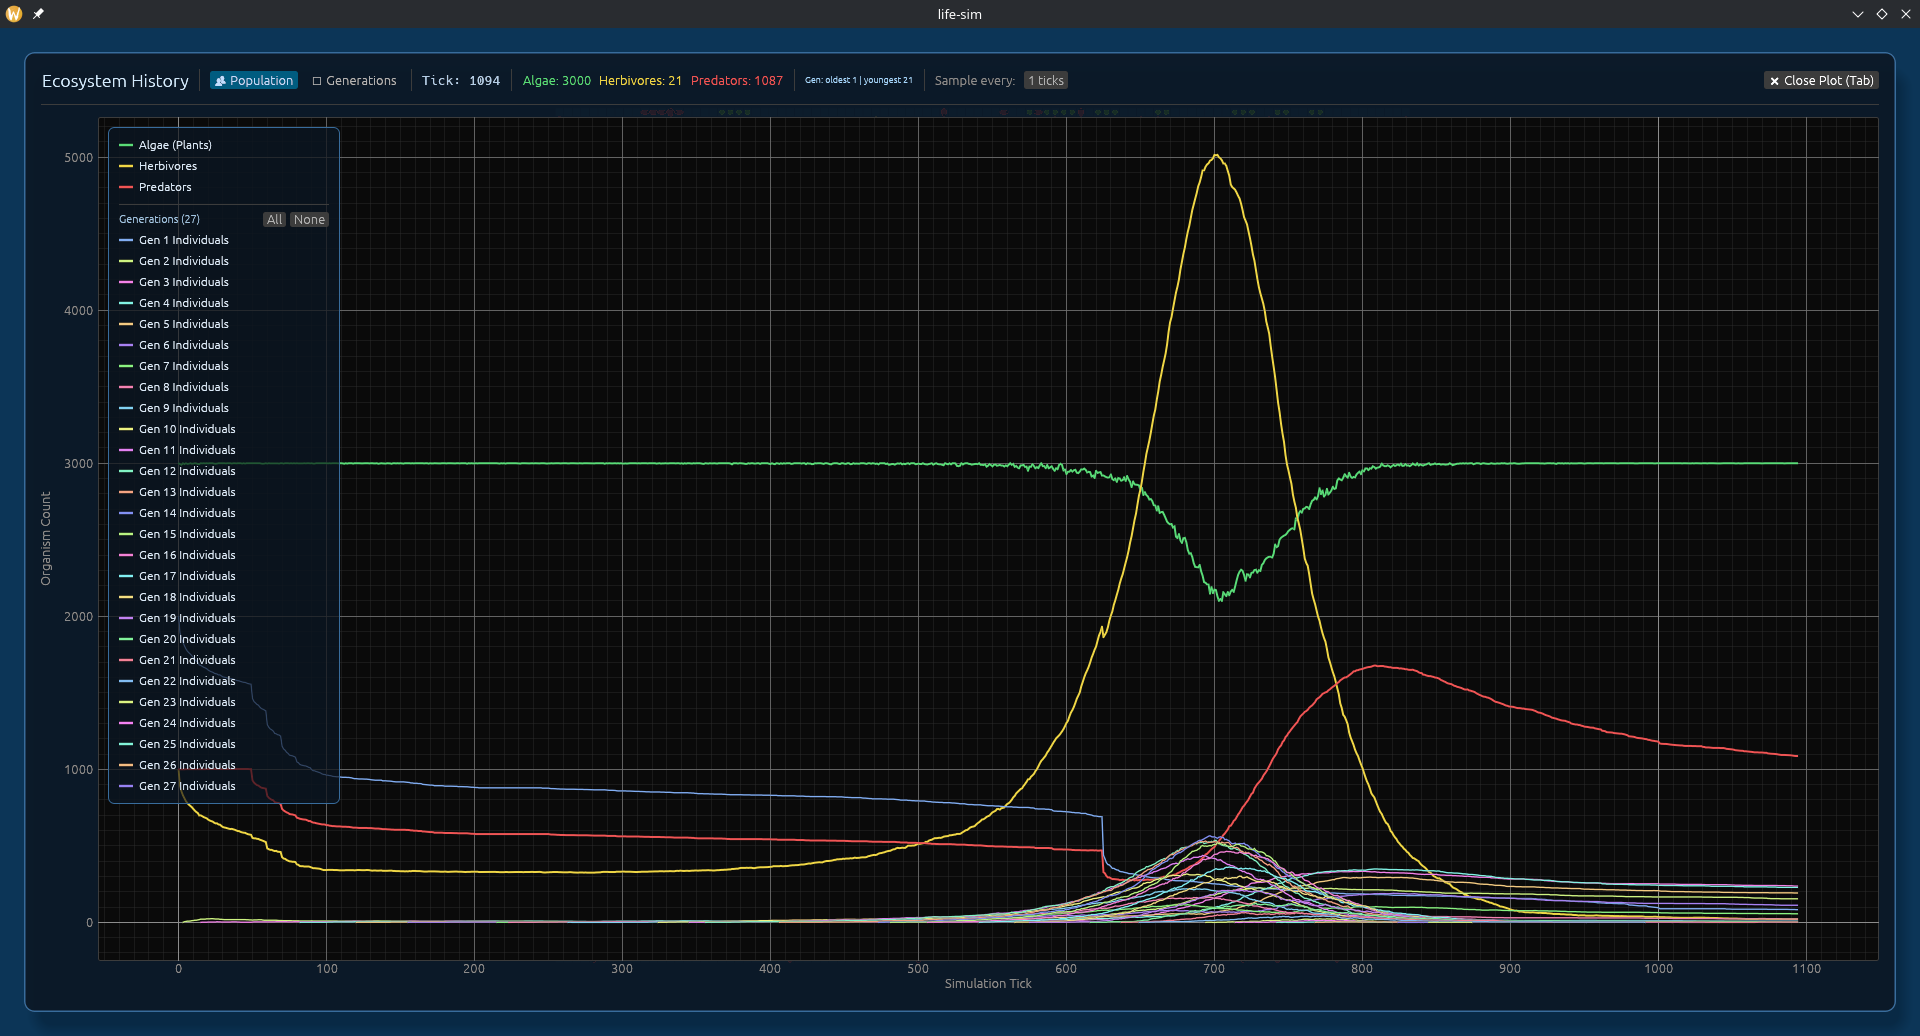 life-sim
Ecosystem History
Population
Generations
Tick: 1094
Algae: 3000 Herbivores: 21 Predators: 1087
Gen: oldest 1 | youngest 21
Sample every: 1 ticks
Close Plot (Tab)
Algae (Plants)
Herbivores
Predators
Generations (27) All None
Gen 1 Individuals
Gen 2 Individuals
Gen 3 Individuals
Gen 4 Individuals
Gen 5 Individuals
Gen 6 Individuals
Gen 7 Individuals
Gen 8 Individuals
Gen 9 Individuals
Gen 10 Individuals
Gen 11 Individuals
Gen 12 Individuals
Gen 13 Individuals
Gen 14 Individuals
Gen 15 Individuals
Gen 16 Individuals
Gen 17 Individuals
Gen 18 Individuals
Gen 19 Individuals
Gen 20 Individuals
Gen 21 Individuals
Gen 22 Individuals
Gen 23 Individuals
Gen 24 Individuals
Gen 25 Individuals
Gen 26 Individuals
Gen 27 Individuals
Organism Count
5000
4000
3000
2000
1000
0
0 100 200 300 400 500 600 700 800 900 1000 1100
Simulation Tick